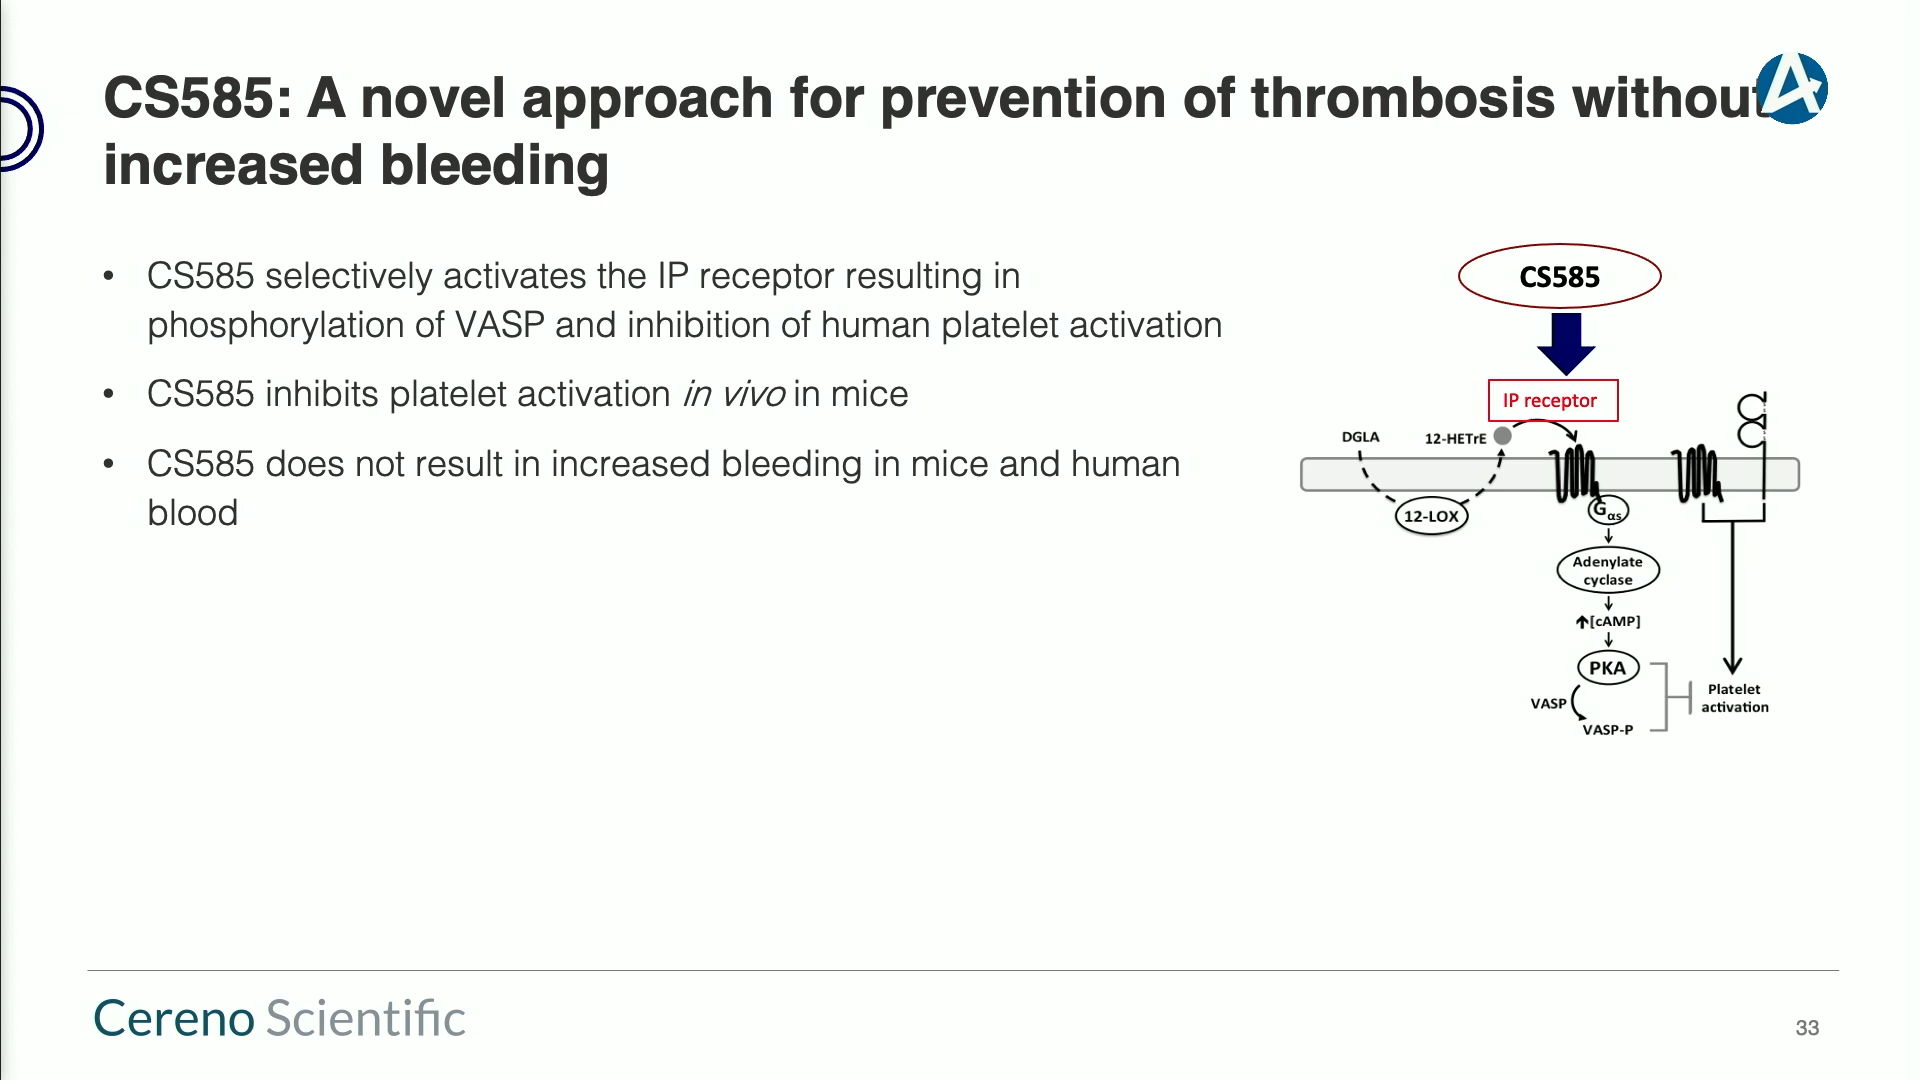 CS585: A novel approach for prevention of thrombosis without
increased bleeding
• CS585 selectively activates the IP receptor resulting in
phosphorylation of VASP and inhibition of human platelet activation
• CS585 inhibits platelet activation in vivo in mice
• CS585 does not result in increased bleeding in mice and human
blood
CS585
IP receptor
DGLA
12-HETrE
12-LOX
Gαs
Adenylate
cyclase
↑[cAMP]
PKA
VASP
VASP-P
Platelet
activation
Cereno Scientific
33